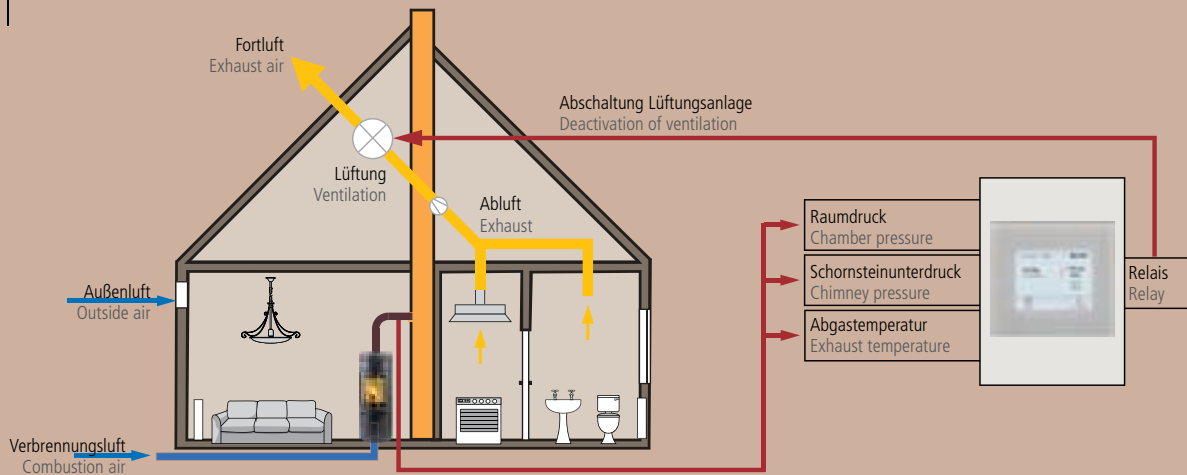 Fortluft
Exhaust air
Abschaltung Lüftungsanlage
Deactivation of ventilation
Lüftung
Ventilation
Abluft
Exhaust
Raumdruck
Chamber pressure
Schornsteinunterdruck
Chimney pressure
Relais
Relay
Außenluft
Outside air
Abgastemperatur
Exhaust temperature
Verbrennungsluft
Combustion air